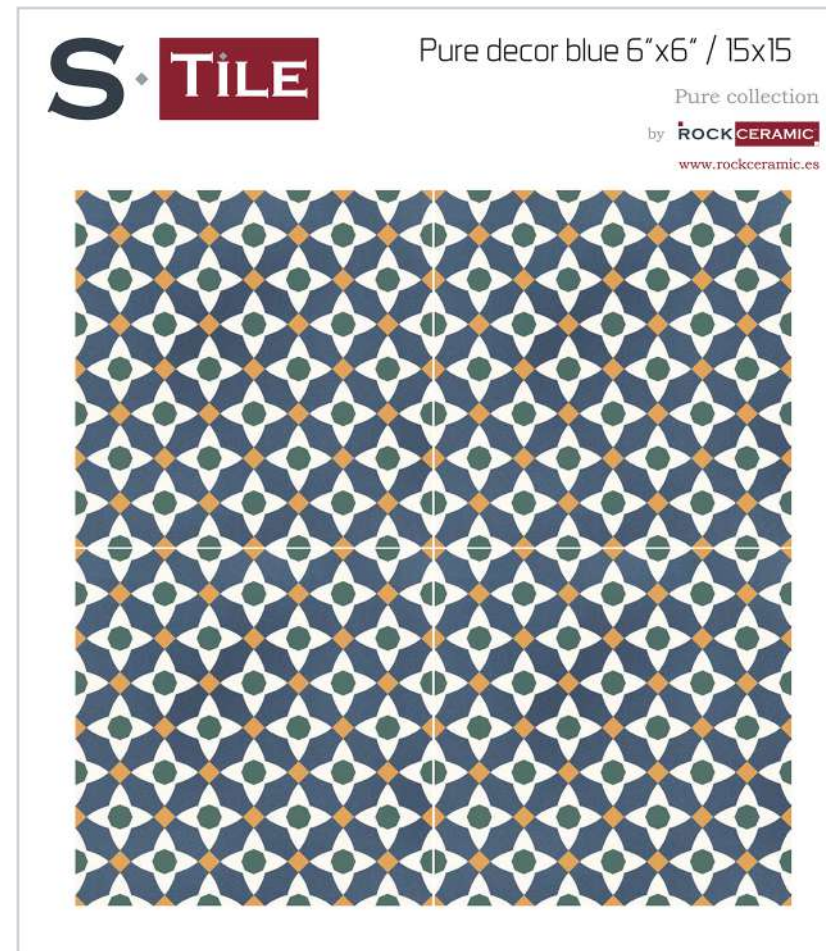 S·TILE
Pure decor blue 6"x6" / 15x15
Pure collection
by ROCKCERAMIC
www.rockceramic.es